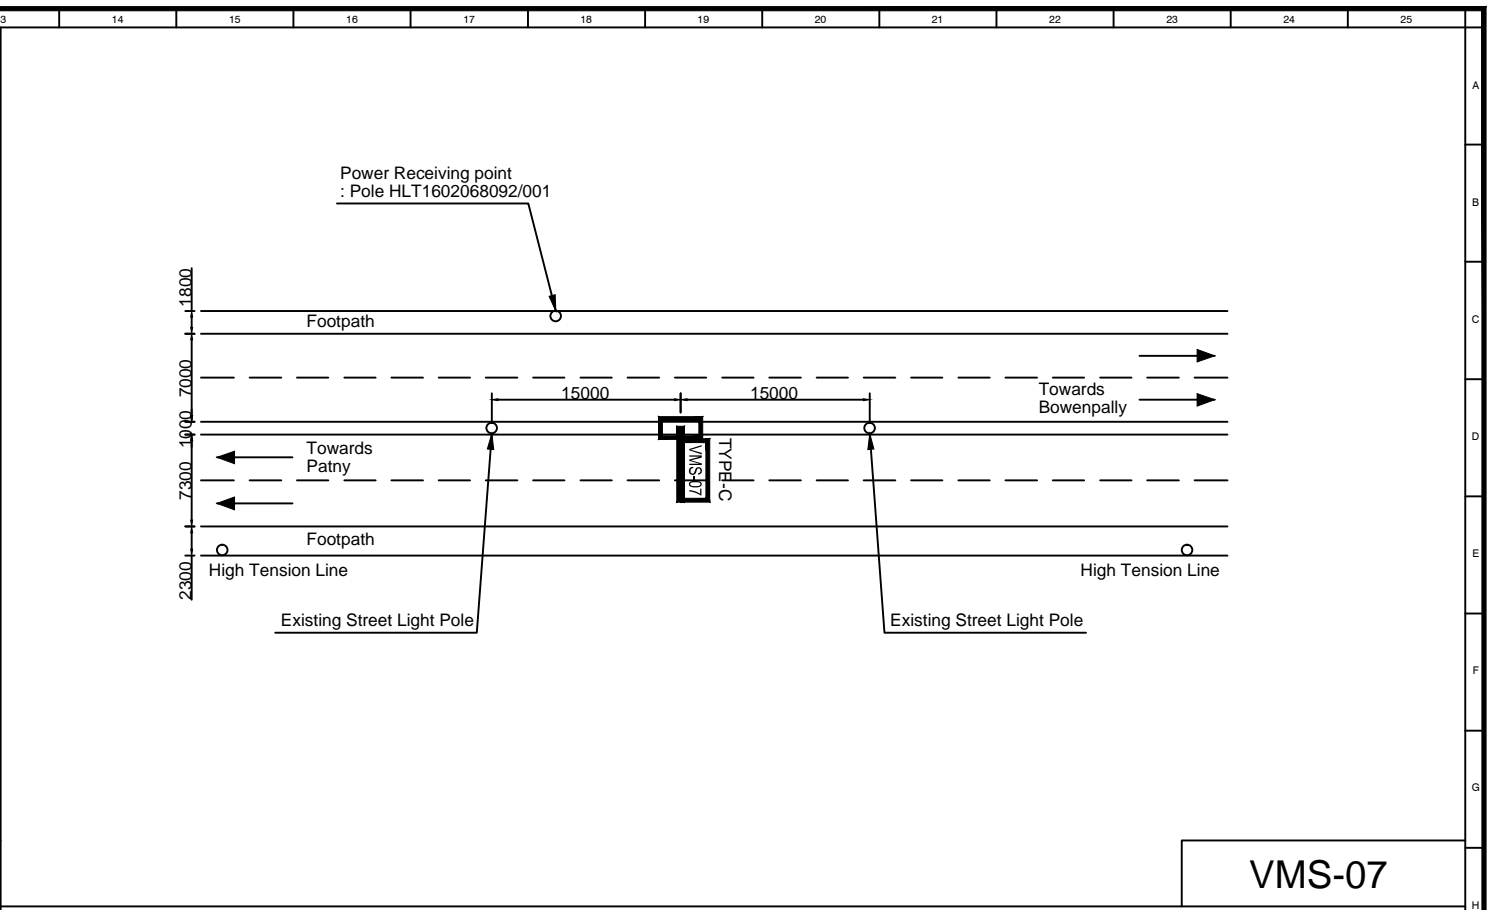 3 14 15 16 17 18 19 20 21 22 23 24 25
A
B
C
D
E
F
G
H
Power Receiving point
: Pole HLT1602068092/001
1800
Footpath
7000
15000 15000
Towards
Bowenpally
1000
Towards
Patny
TYPE-C
VMS-07
7300
Footpath
2300
High Tension Line
High Tension Line
Existing Street Light Pole
Existing Street Light Pole
VMS-07